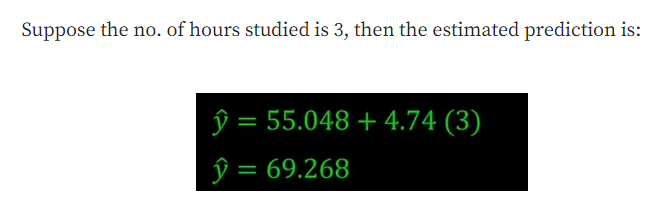 Suppose the no. of hours studied is 3, then the estimated prediction is:
ŷ = 55.048 + 4.74 (3)
ŷ = 69.268